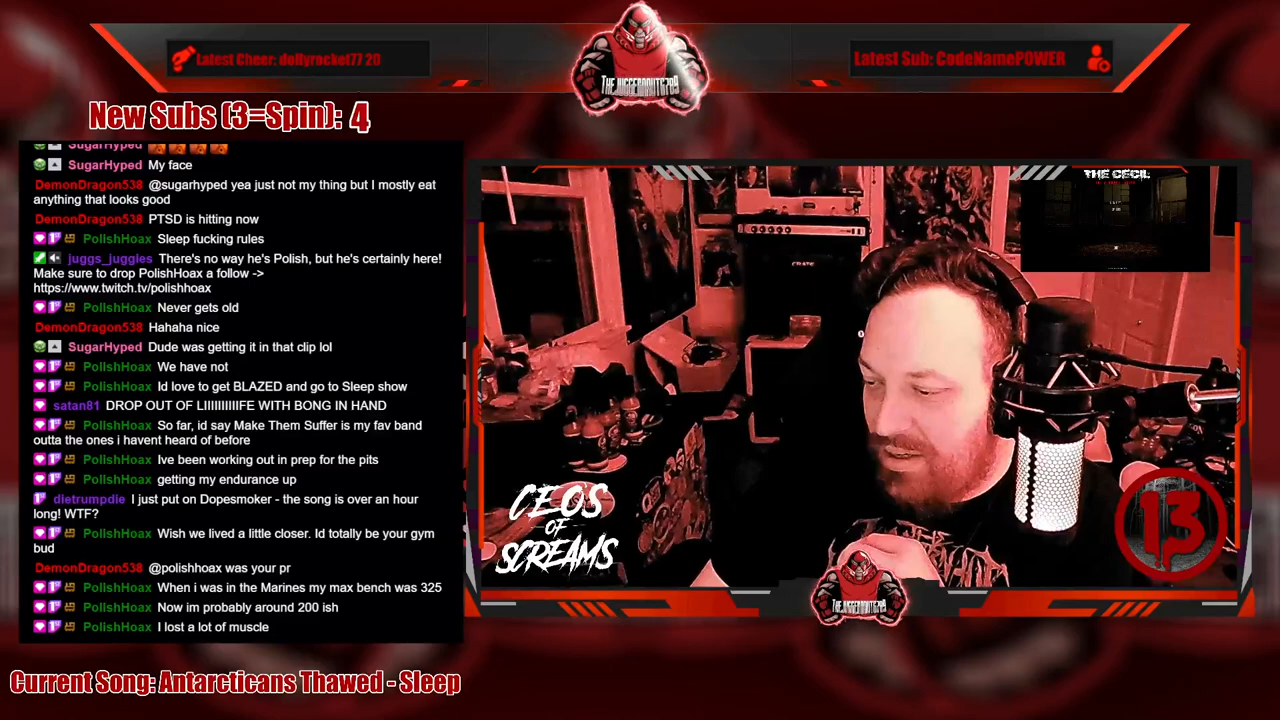 Latest Cheer: dollyrocket77 20
THEJUGGERNAUT6789
Latest Sub: CodeNamePOWER
New Subs (3=Spin): 4
SugarHyped
SugarHyped My face
DemonDragon538 @sugarhyped yea just not my thing but I mostly eat
anything that looks good
DemonDragon538 PTSD is hitting now
PolishHoax Sleep fucking rules
juggs_juggies There's no way he's Polish, but he's certainly here!
Make sure to drop PolishHoax a follow ->
https://www.twitch.tv/polishhoax
PolishHoax Never gets old
DemonDragon538 Hahaha nice
SugarHyped Dude was getting it in that clip lol
PolishHoax We have not
PolishHoax Id love to get BLAZED and go to Sleep show
satan81 DROP OUT OF LIIIIIIIIIIFE WITH BONG IN HAND
PolishHoax So far, id say Make Them Suffer is my fav band
outta the ones i havent heard of before
PolishHoax Ive been working out in prep for the pits
PolishHoax getting my endurance up
dietrumpdie I just put on Dopesmoker - the song is over an hour
long! WTF?
PolishHoax Wish we lived a little closer. Id totally be your gym
bud
DemonDragon538 @polishhoax was your pr
PolishHoax When i was in the Marines my max bench was 325
PolishHoax Now im probably around 200 ish
PolishHoax I lost a lot of muscle
THE CECIL
CRATE
CEOS
OF
SCREAMS
13
Current Song: Antarcticans Thawed - Sleep